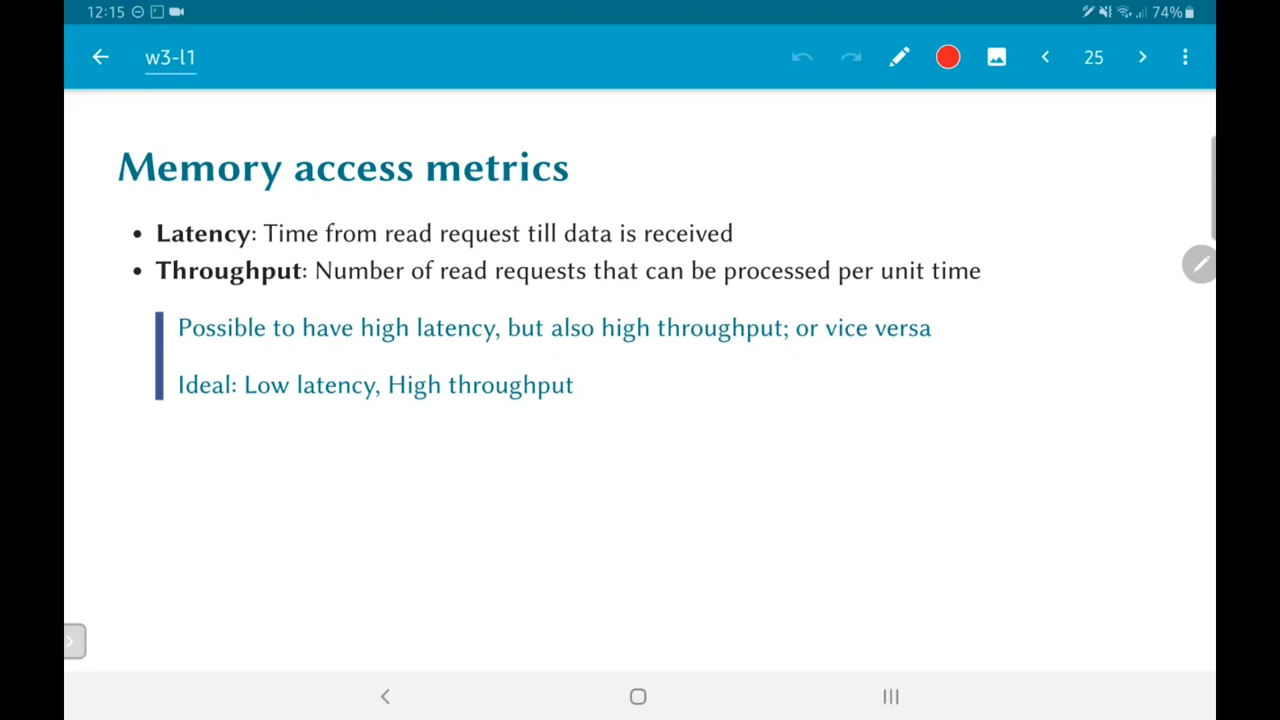 12:15 74%
w3-l1 25
Memory access metrics
• Latency: Time from read request till data is received
• Throughput: Number of read requests that can be processed per unit time
Possible to have high latency, but also high throughput; or vice versa
Ideal: Low latency, High throughput